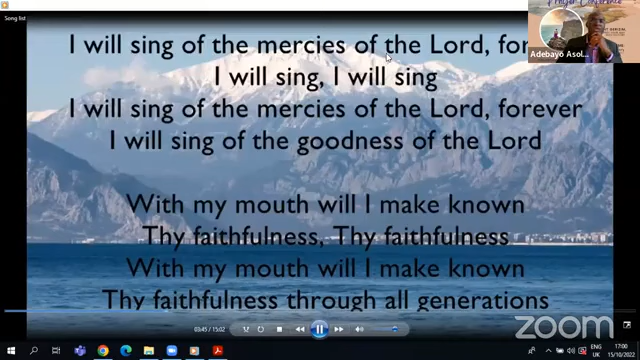 Song list
Prayer Conference
Adebayo Asol...
I will sing of the mercies of the Lord, for
I will sing, I will sing
I will sing of the mercies of the Lord, forever
I will sing of the goodness of the Lord
With my mouth will I make known
Thy faithfulness, Thy faithfulness
With my mouth will I make known
Thy faithfulness through all generations
03:45 / 15:02
zoom
ENG
17:00
UK
15/10/2022